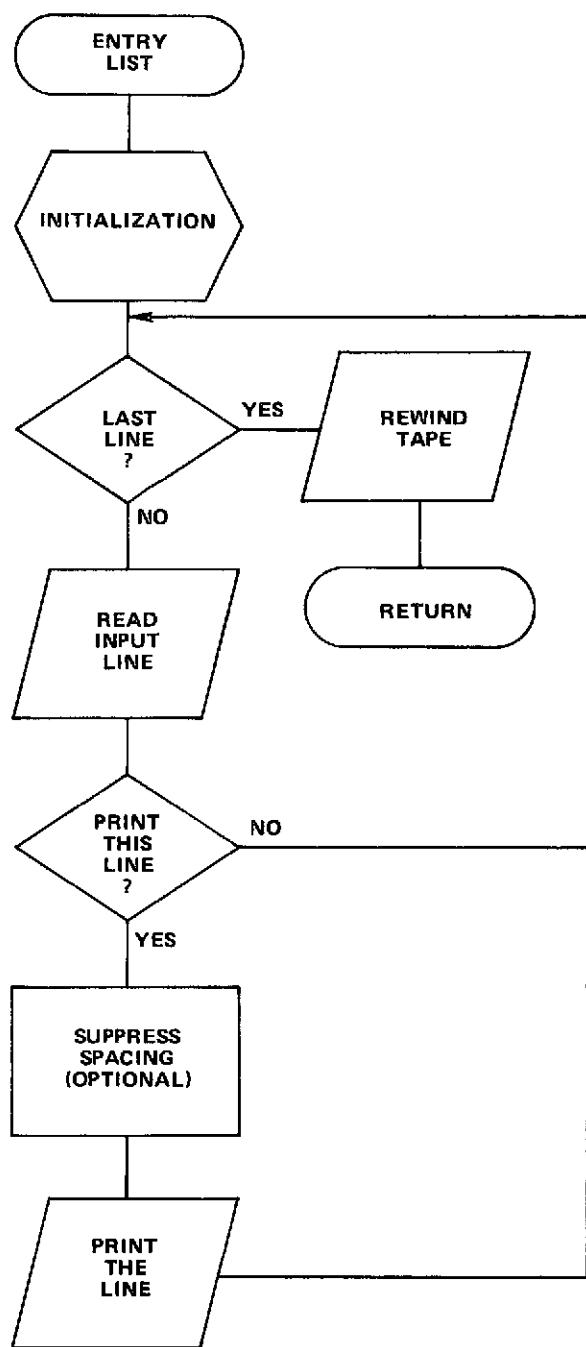 ENTRY
LIST
INITIALIZATION
LAST
LINE
?
YES
REWIND
TAPE
NO
RETURN
READ
INPUT
LINE
PRINT
THIS
LINE
?
NO
YES
SUPPRESS
SPACING
(OPTIONAL)
PRINT
THE
LINE